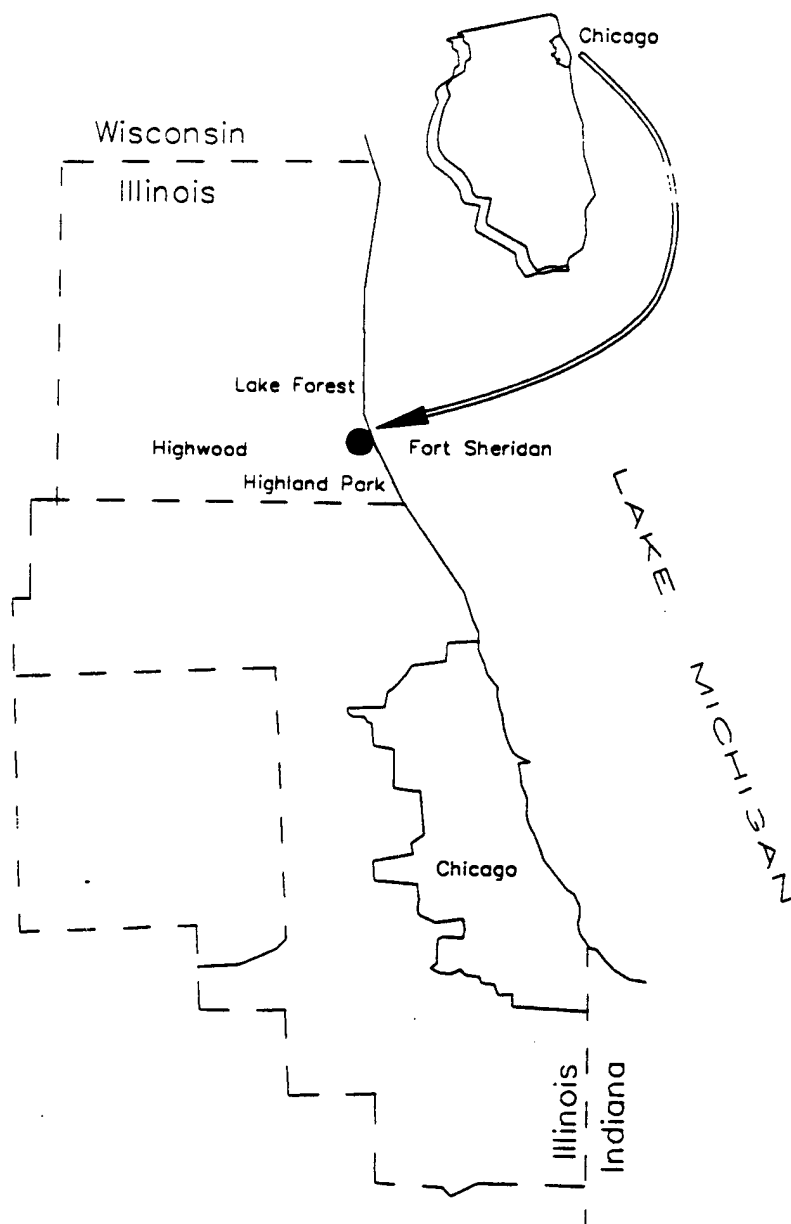 Chicago
Wisconsin
Illinois
Lake Forest
Highwood
Fort Sheridan
Highland Park
LAKE
MICHIGAN
Chicago
Illinois
Indiana